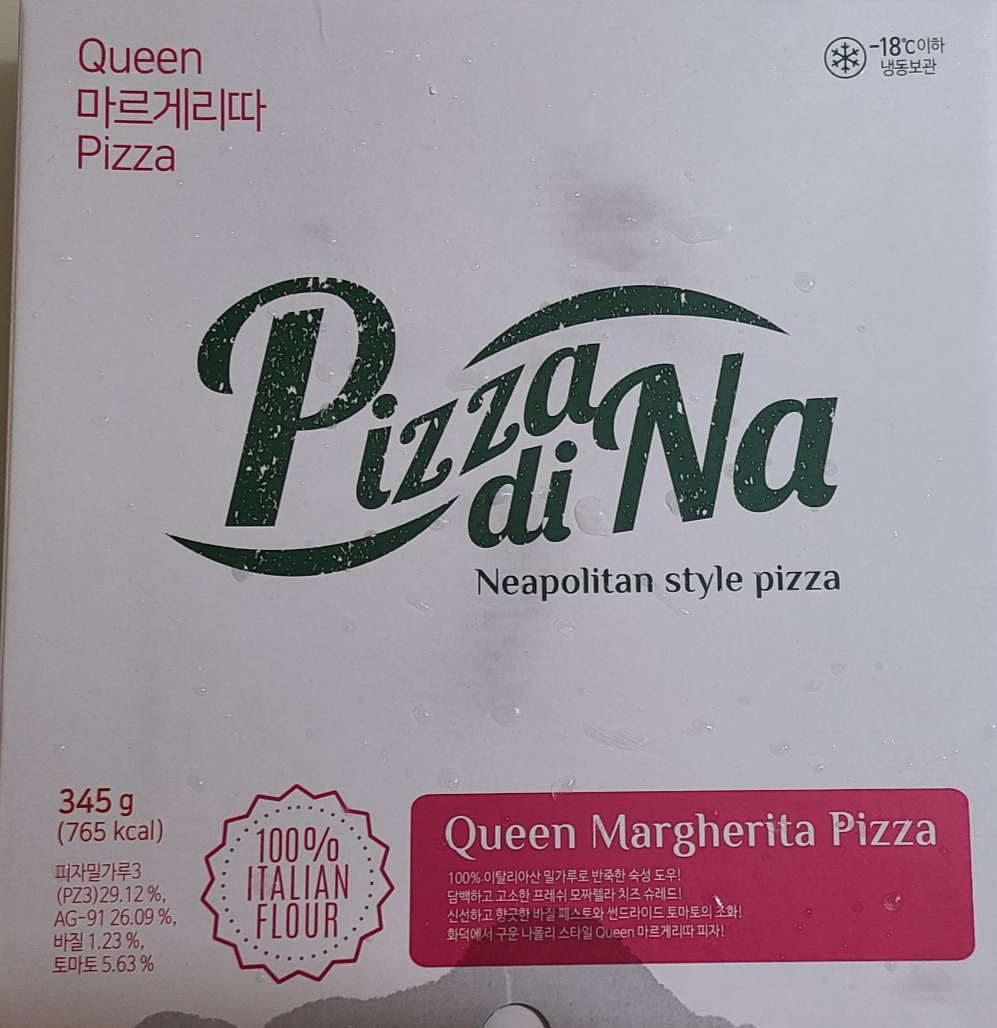 Queen
마르게리따
Pizza
-18℃이하
냉동보관
Pizza
di Na
Neapolitan style pizza
345 g
(765 kcal)
피자밀가루3
(PZ3)29.12 %,
AG-91 26.09 %,
바질 1.23 %,
토마토 5.63 %
100%
ITALIAN
FLOUR
Queen Margherita Pizza
100% 이탈리아산 밀가루로 반죽한 숙성 도우!
담백하고 고소한 프레쉬 모짜렐라 치즈 슈레드!
신선하고 향긋한 바질 페스토와 썬드라이드 토마토의 조화!
화덕에서 구운 나폴리 스타일 Queen 마르게리따 피자!